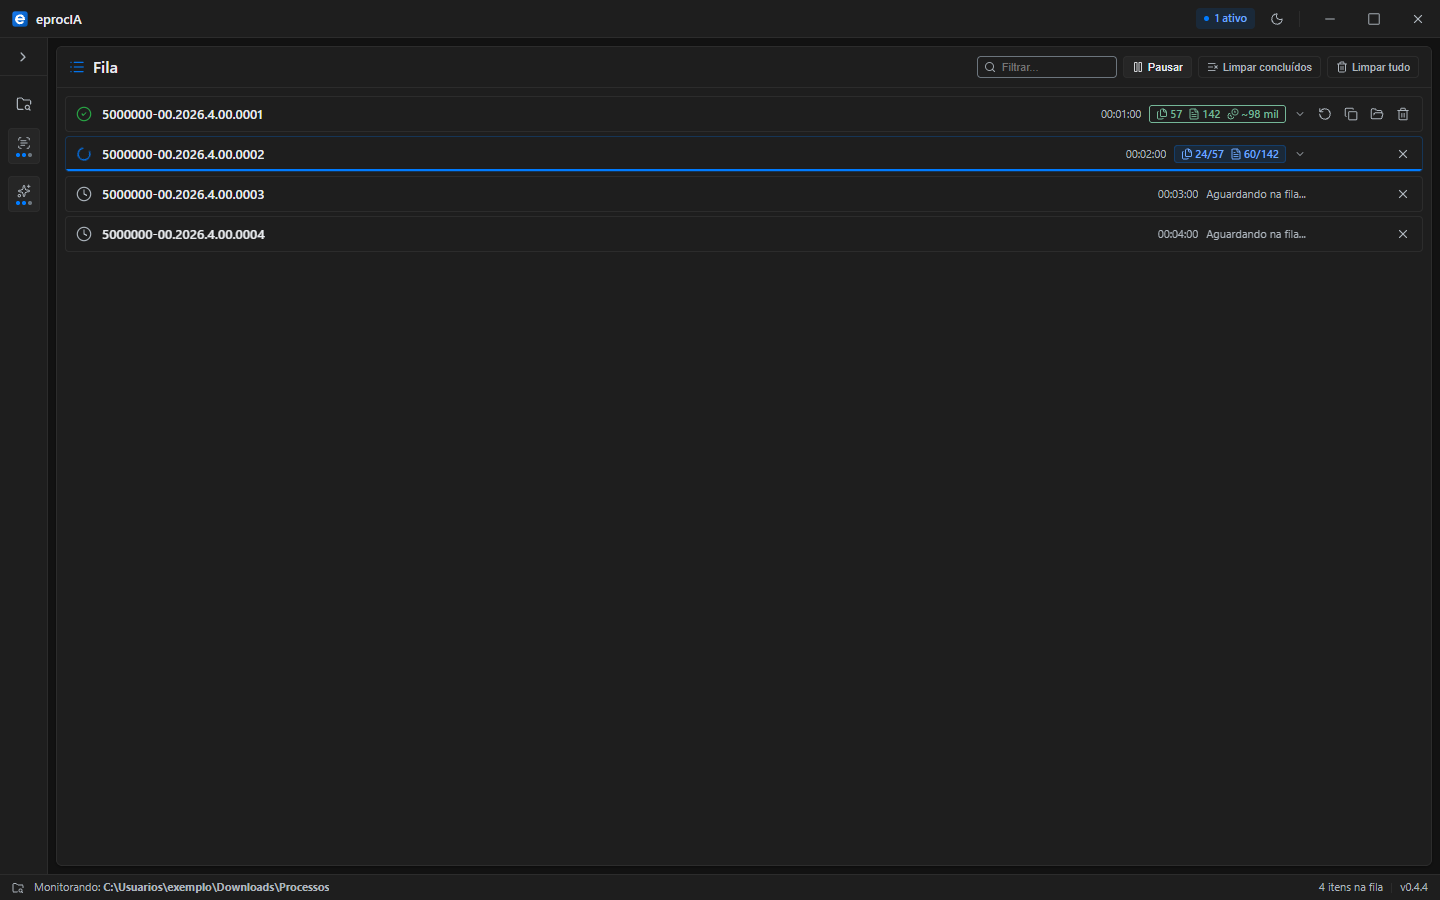 eprocIA
1 ativo
Fila
Filtrar...
Pausar
Limpar concluídos
Limpar tudo
5000000-00.2026.4.00.0001
00:01:00 57 142 ~98 mil
5000000-00.2026.4.00.0002
00:02:00 24/57 60/142
5000000-00.2026.4.00.0003
00:03:00 Aguardando na fila...
5000000-00.2026.4.00.0004
00:04:00 Aguardando na fila...
Monitorando: C:\Usuarios\exemplo\Downloads\Processos
4 itens na fila
v0.4.4